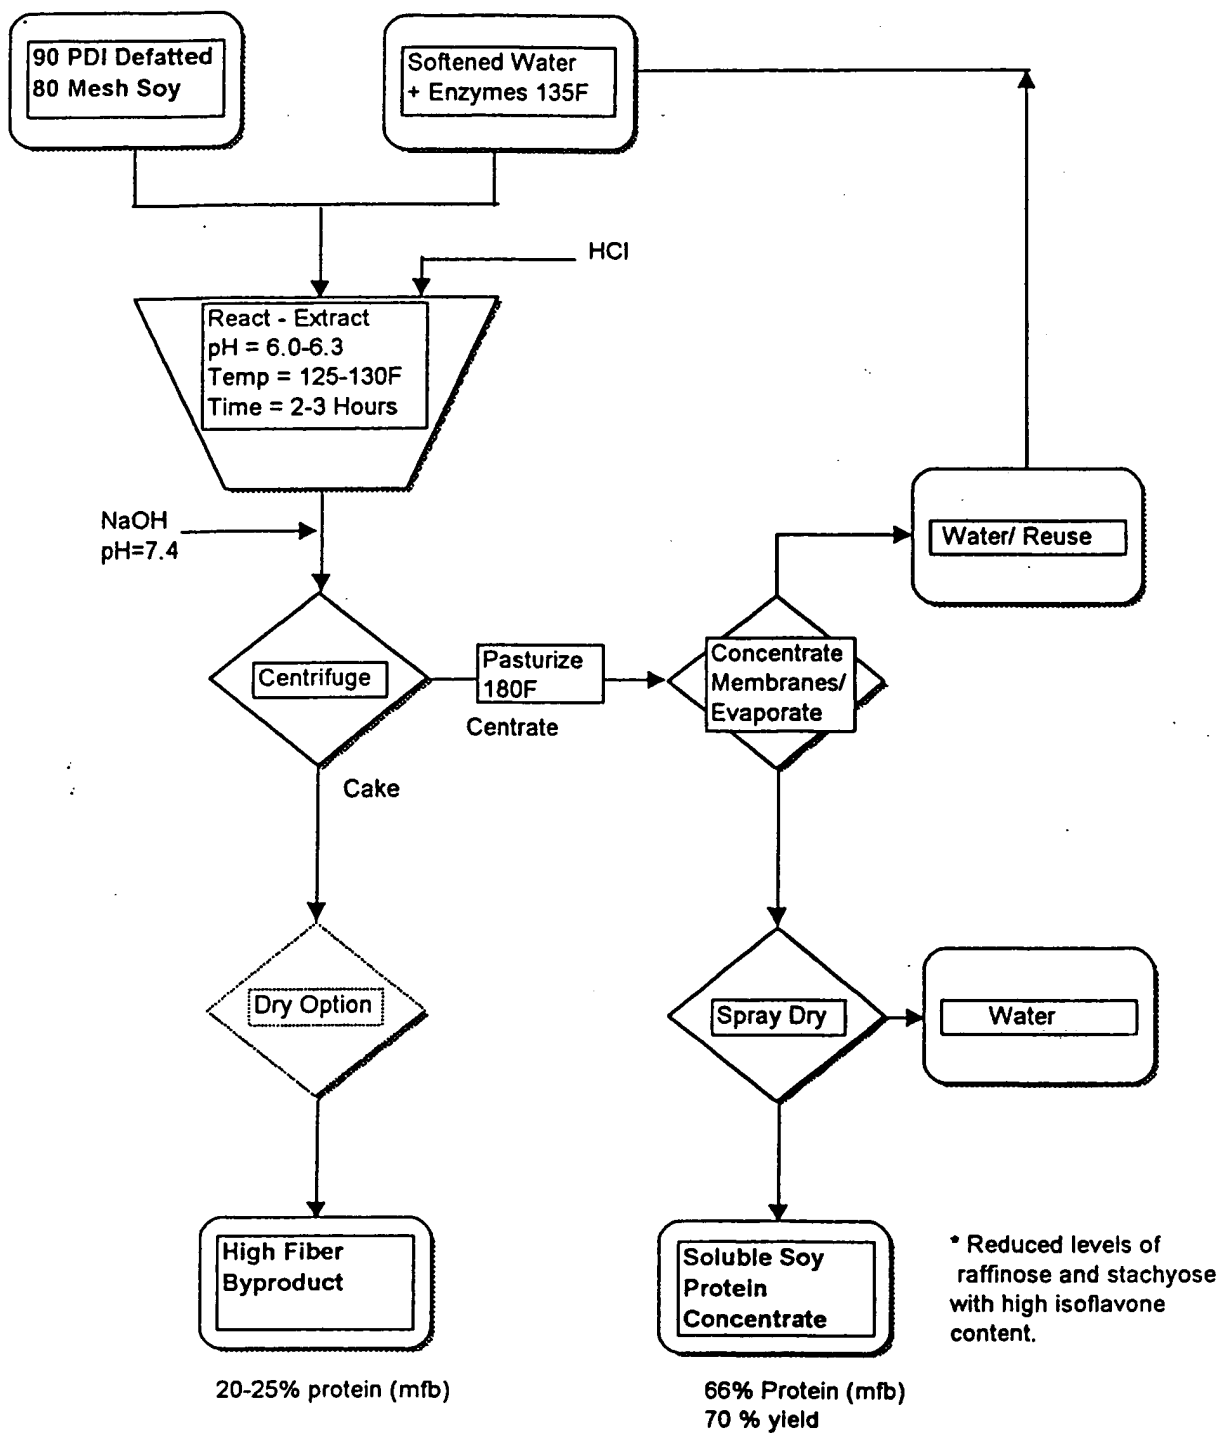 90 PDI Defatted
80 Mesh Soy
Softened Water
+ Enzymes 135F
HCl
React - Extract
pH = 6.0-6.3
Temp = 125-130F
Time = 2-3 Hours
NaOH
pH=7.4
Water/ Reuse
Centrifuge
Pasturize
180F
Centrate
Concentrate
Membranes/
Evaporate
Cake
Dry Option
Spray Dry
Water
High Fiber
Byproduct
Soluble Soy
Protein
Concentrate
* Reduced levels of
raffinose and stachyose
with high isoflavone
content.
20-25% protein (mfb)
66% Protein (mfb)
70 % yield